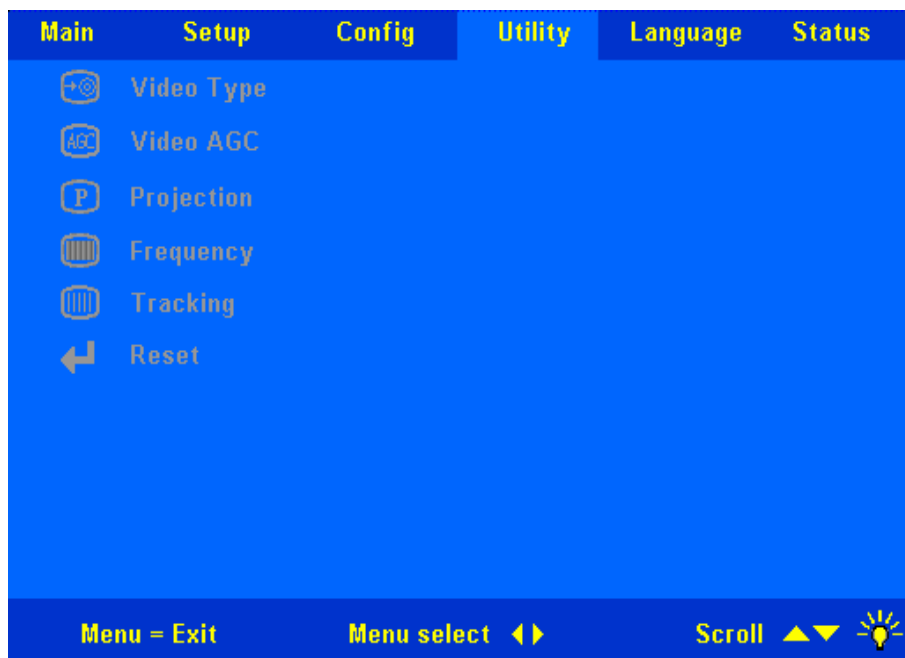 Main Setup Config Utility Language Status
Video Type
AGC Video AGC
P Projection
Frequency
Tracking
Reset
Menu = Exit Menu select Scroll